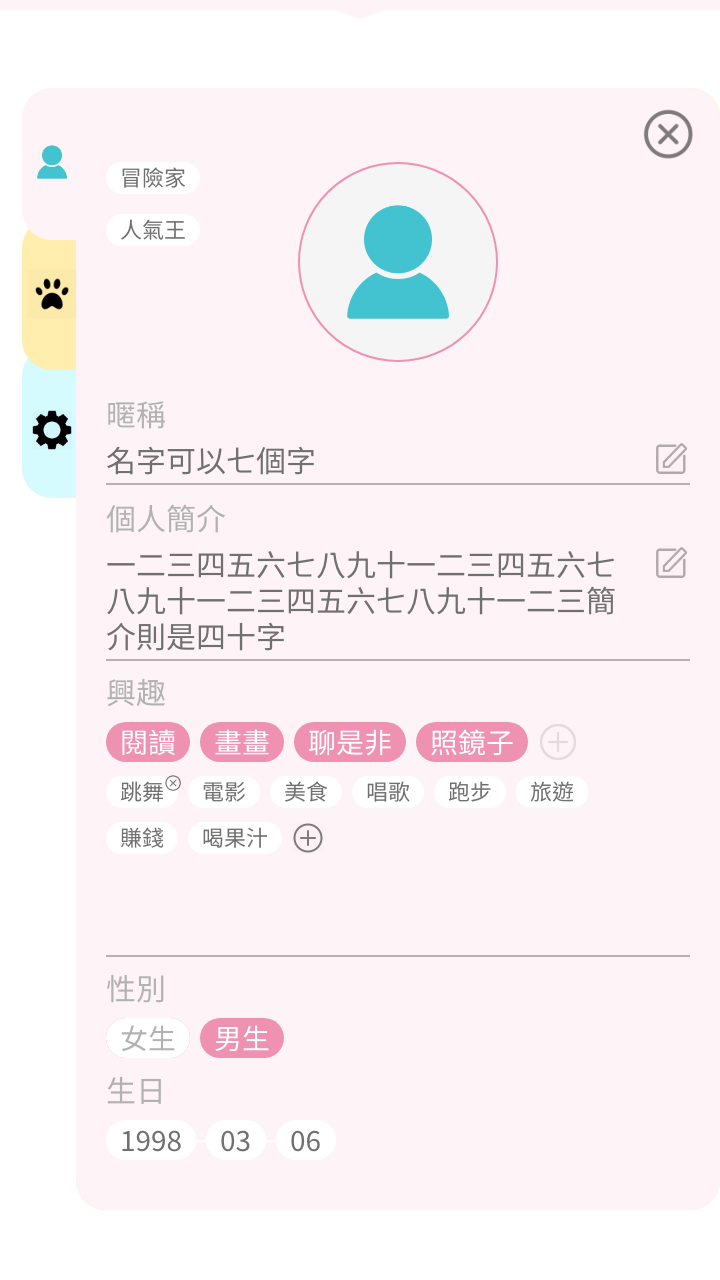 冒險家
人氣王
暱稱
名字可以七個字
個人簡介
一二三四五六七八九十一二三四五六七
八九十一二三四五六七八九十一二三簡
介則是四十字
興趣
閱讀 畫畫 聊是非 照鏡子
跳舞 電影 美食 唱歌 跑步 旅遊
賺錢 喝果汁
性別
女生 男生
生日
1998 03 06